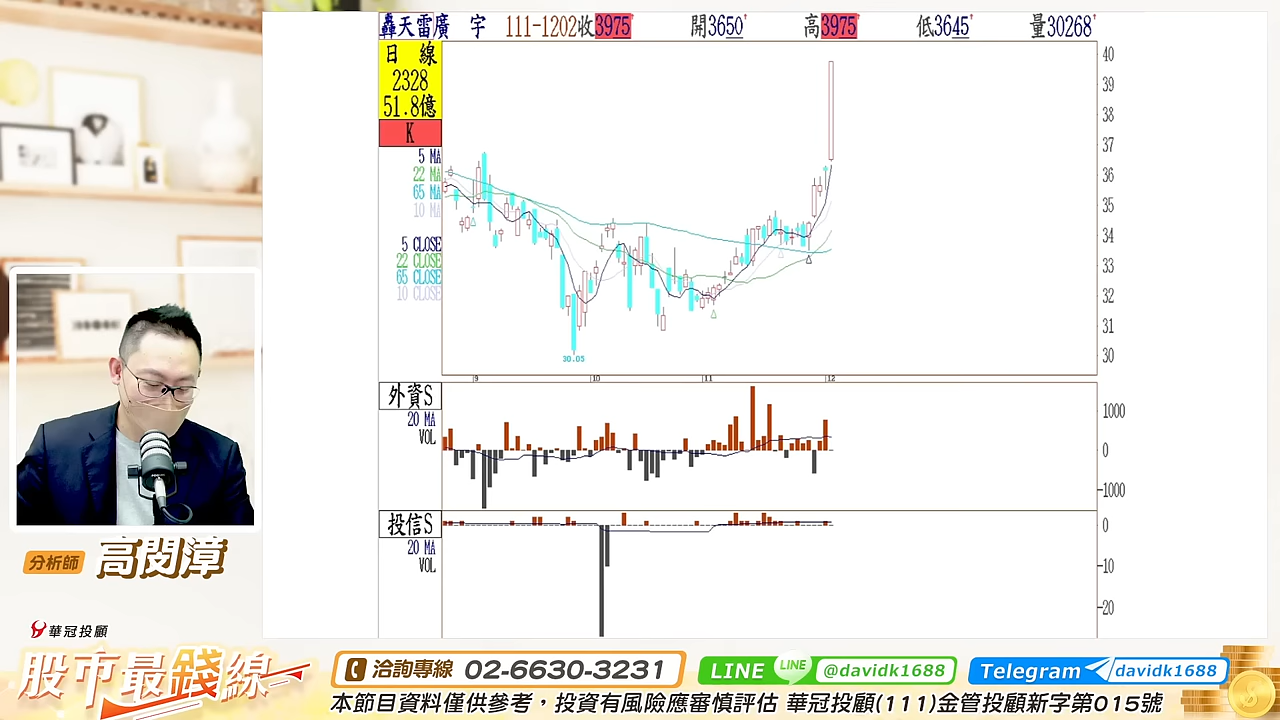 轟天雷廣 宇 111-1202收3975 開3650 高3975 低3645 量30268
日 線
2328
51.8億
K
5 MA
22 MA
65 MA
10 MA
5 CLOSE
22 CLOSE
65 CLOSE
10 CLOSE
40
39
38
37
36
35
34
33
32
31
30
30.05
9 10 11 12
外資S
20 MA
VOL
1000
0
-1000
投信S
20 MA
VOL
0
-10
-20
分析師 高閔漳
華冠投顧
股市最錢線
洽詢專線 02-6630-3231
LINE LINE @davidk1688
Telegram davidk1688
本節目資料僅供參考，投資有風險應審慎評估 華冠投顧(111)金管投顧新字第015號